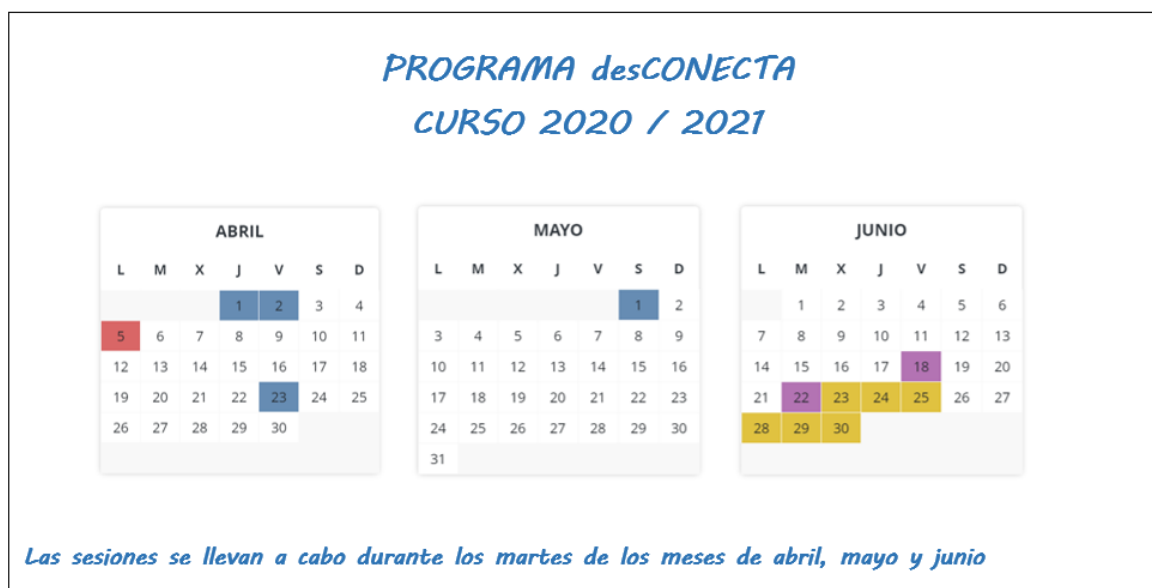 PROGRAMA desCONECTA
CURSO 2020 / 2021
ABRIL
L M X J V S D
1 2 3 4
5 6 7 8 9 10 11
12 13 14 15 16 17 18
19 20 21 22 23 24 25
26 27 28 29 30
MAYO
L M X J V S D
1 2
3 4 5 6 7 8 9
10 11 12 13 14 15 16
17 18 19 20 21 22 23
24 25 26 27 28 29 30
31
JUNIO
L M X J V S D
1 2 3 4 5 6
7 8 9 10 11 12 13
14 15 16 17 18 19 20
21 22 23 24 25 26 27
28 29 30
Las sesiones se llevan a cabo durante los martes de los meses de abril, mayo y junio